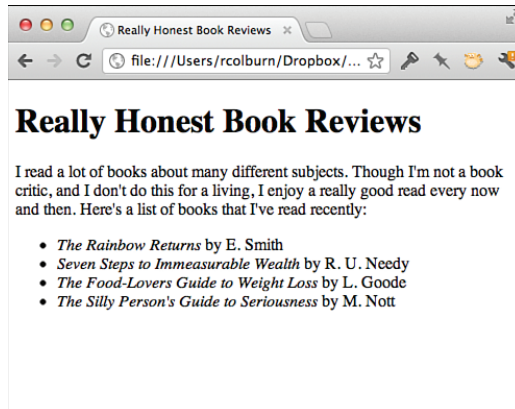 Really Honest Book Reviews
file:///Users/rcolburn/Dropbox/...
Really Honest Book Reviews
I read a lot of books about many different subjects. Though I'm not a book
critic, and I don't do this for a living, I enjoy a really good read every now
and then. Here's a list of books that I've read recently:
The Rainbow Returns by E. Smith
Seven Steps to Immeasurable Wealth by R. U. Needy
The Food-Lovers Guide to Weight Loss by L. Goode
The Silly Person's Guide to Seriousness by M. Nott